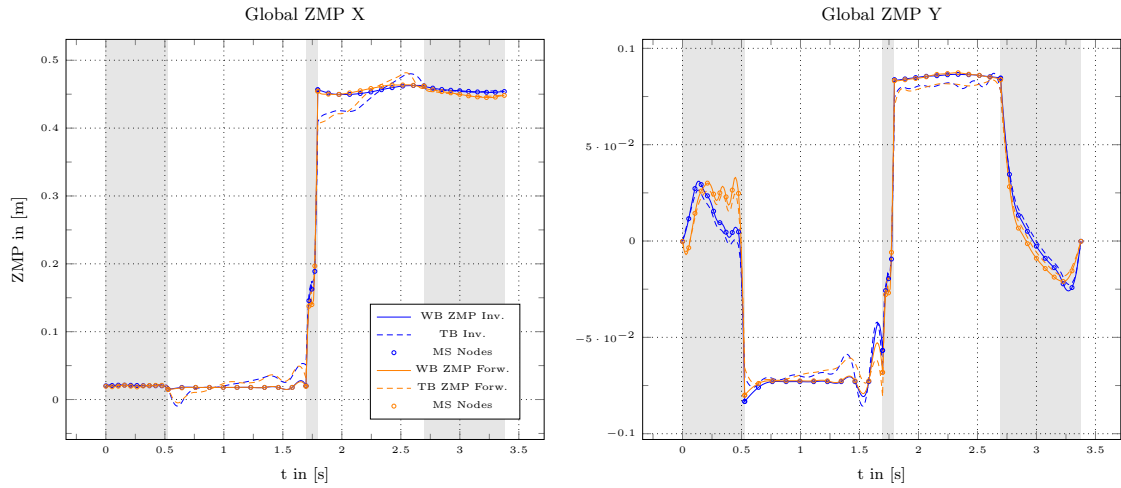 Global ZMP X
0.5
0.4
0.3
0.2
0.1
0
ZMP in [m]
0
0.5
1
1.5
2
2.5
3
3.5
t in [s]
WB ZMP Inv.
TB Inv.
MS Nodes
WB ZMP Forw.
TB ZMP Forw.
MS Nodes
Global ZMP Y
0.1
5 · 10⁻²
0
−5 · 10⁻²
−0.1
0
0.5
1
1.5
2
2.5
3
3.5
t in [s]